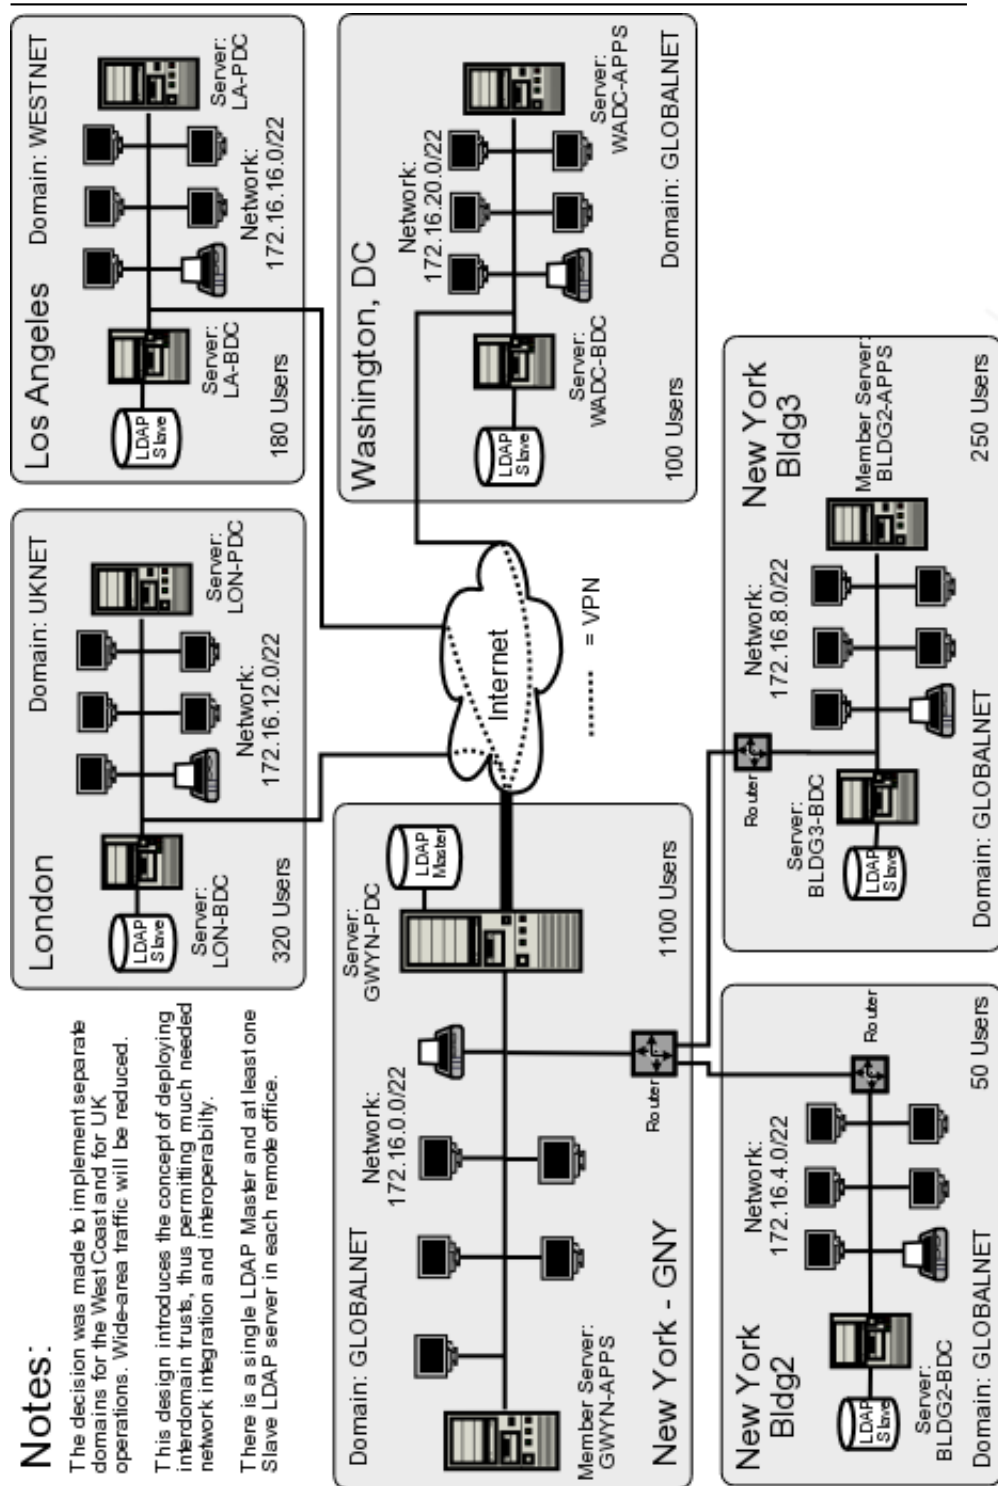 Notes:
The decision was made to implement separate
domains for the West Coast and for UK
operations. Wide-area traffic will be reduced.
This design introduces the concept of deploying
interdomain trusts, thus permitting much needed
network integration and interoperabilty.
There is a single LDAP Master and at least one
Slave LDAP server in each remote office.
London
Domain: UKNET
LDAP
Slave
Server:
LON-BDC
Network:
172.16.12.0/22
Server:
LON-PDC
320 Users
Los Angeles
Domain: WESTNET
LDAP
Slave
Server:
LA-BDC
Network:
172.16.16.0/22
Server:
LA-PDC
180 Users
Domain: GLOBALNET
Network:
172.16.0.0/22
Server:
GWYN-PDC
LDAP
Master
Member Server:
GWYN-APPS
New York - GNY
Router
1100 Users
Internet
= VPN
Washington, DC
Network:
172.16.20.0/22
LDAP
Slave
Server:
WADC-BDC
Server:
WADC-APPS
100 Users
Domain: GLOBALNET
New York
Bldg2
Network:
172.16.4.0/22
Router
LDAP
Slave
Server:
BLDG2-BDC
Domain: GLOBALNET
50 Users
Router
New York
Bldg3
Network:
172.16.8.0/22
Server:
BLDG3-BDC
LDAP
Slave
Member Server:
BLDG2-APPS
Domain: GLOBALNET
250 Users